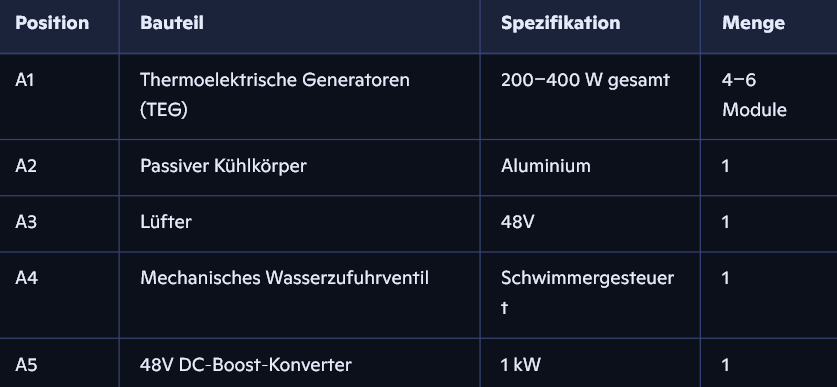 Position Bauteil Spezifikation Menge
A1 Thermoelektrische Generatoren 200–400 W gesamt 4–6
(TEG) Module
A2 Passiver Kühlkörper Aluminium 1
A3 Lüfter 48V 1
A4 Mechanisches Wasserzufuhrventil Schwimmergesteuer 1
t
A5 48V DC-Boost-Konverter 1 kW 1